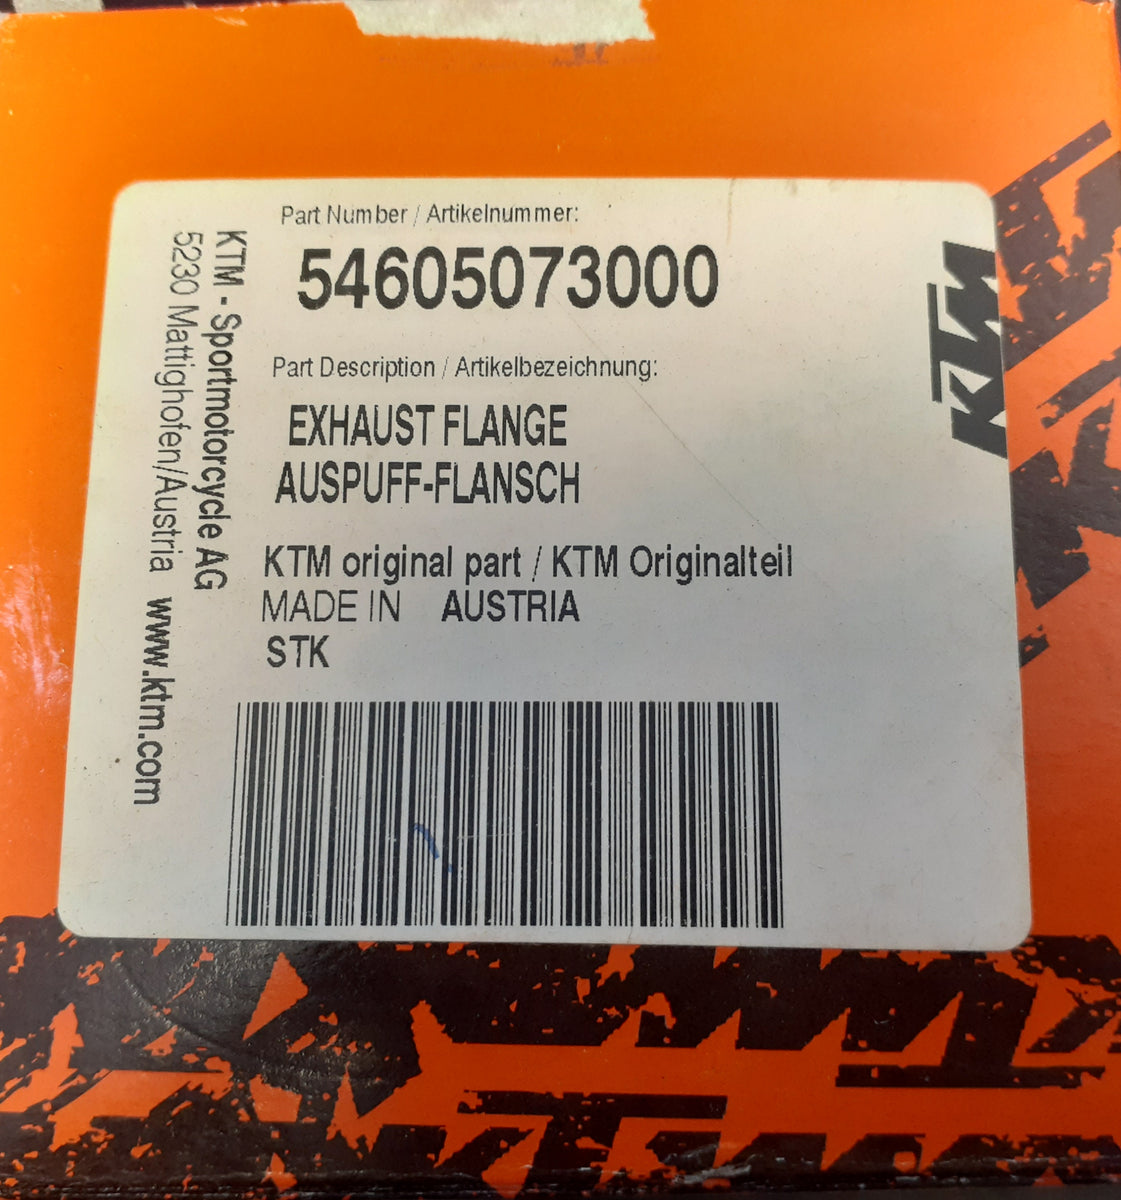 Part Number / Artikelnummer:
54605073000
Part Description / Artikelbezeichnung:
EXHAUST FLANGE
AUSPUFF-FLANSCH
KTM original part / KTM Originalteil
MADE IN AUSTRIA
STK
KTM - Sportmotorcycle AG
5230 Mattighofen/Austria www.ktm.com
KTM